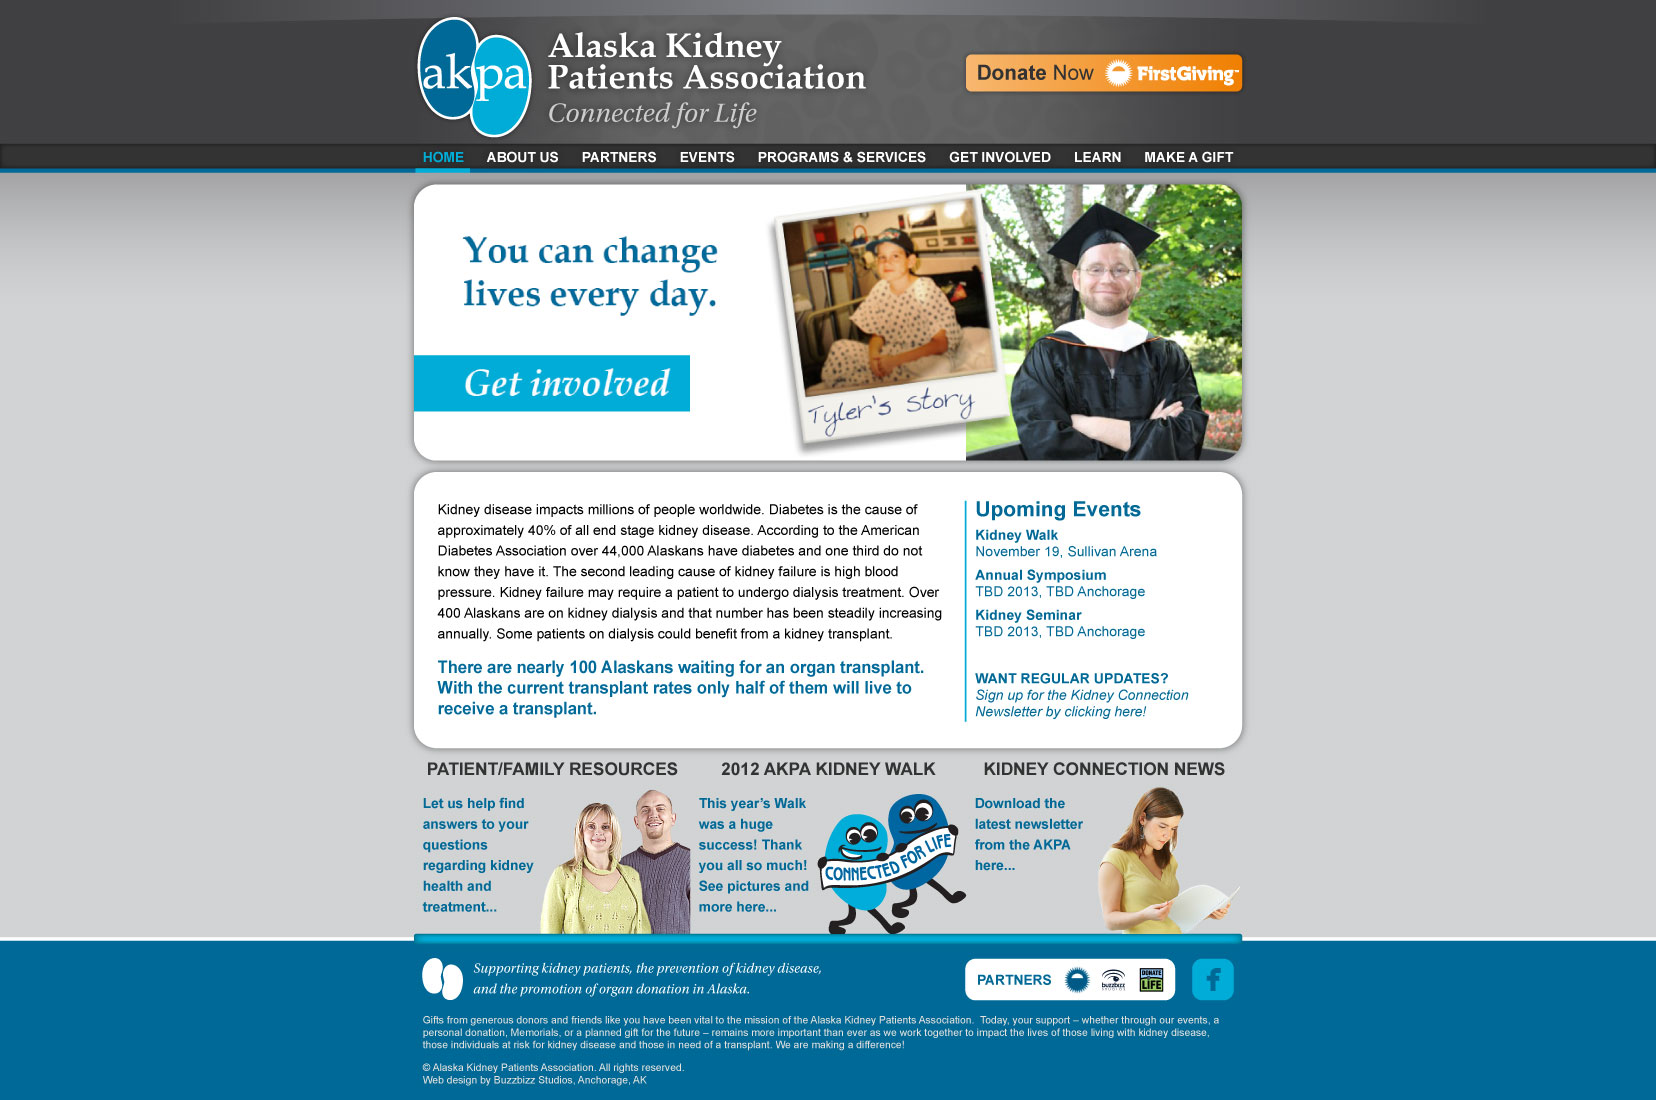 akpa
Alaska Kidney
Patients Association
Connected for Life
Donate Now FirstGiving™
HOME ABOUT US PARTNERS EVENTS PROGRAMS & SERVICES GET INVOLVED LEARN MAKE A GIFT
You can change
lives every day.
Get involved
Tyler's Story
Kidney disease impacts millions of people worldwide. Diabetes is the cause of
approximately 40% of all end stage kidney disease. According to the American
Diabetes Association over 44,000 Alaskans have diabetes and one third do not
know they have it. The second leading cause of kidney failure is high blood
pressure. Kidney failure may require a patient to undergo dialysis treatment. Over
400 Alaskans are on kidney dialysis and that number has been steadily increasing
annually. Some patients on dialysis could benefit from a kidney transplant.
There are nearly 100 Alaskans waiting for an organ transplant.
With the current transplant rates only half of them will live to
receive a transplant.
Upoming Events
Kidney Walk
November 19, Sullivan Arena
Annual Symposium
TBD 2013, TBD Anchorage
Kidney Seminar
TBD 2013, TBD Anchorage
WANT REGULAR UPDATES?
Sign up for the Kidney Connection
Newsletter by clicking here!
PATIENT/FAMILY RESOURCES
Let us help find
answers to your
questions
regarding kidney
health and
treatment...
2012 AKPA KIDNEY WALK
This year's Walk
was a huge
success! Thank
you all so much!
See pictures and
more here...
CONNECTED FOR LIFE
KIDNEY CONNECTION NEWS
Download the
latest newsletter
from the AKPA
here...
Supporting kidney patients, the prevention of kidney disease,
and the promotion of organ donation in Alaska.
PARTNERS
buzzbizz
STUDIOS
DONATE
LIFE
f
Gifts from generous donors and friends like you have been vital to the mission of the Alaska Kidney Patients Association. Today, your support – whether through our events, a
personal donation, Memorials, or a planned gift for the future – remains more important than ever as we work together to impact the lives of those living with kidney disease,
those individuals at risk for kidney disease and those in need of a transplant. We are making a difference!
© Alaska Kidney Patients Association. All rights reserved.
Web design by Buzzbizz Studios, Anchorage, AK